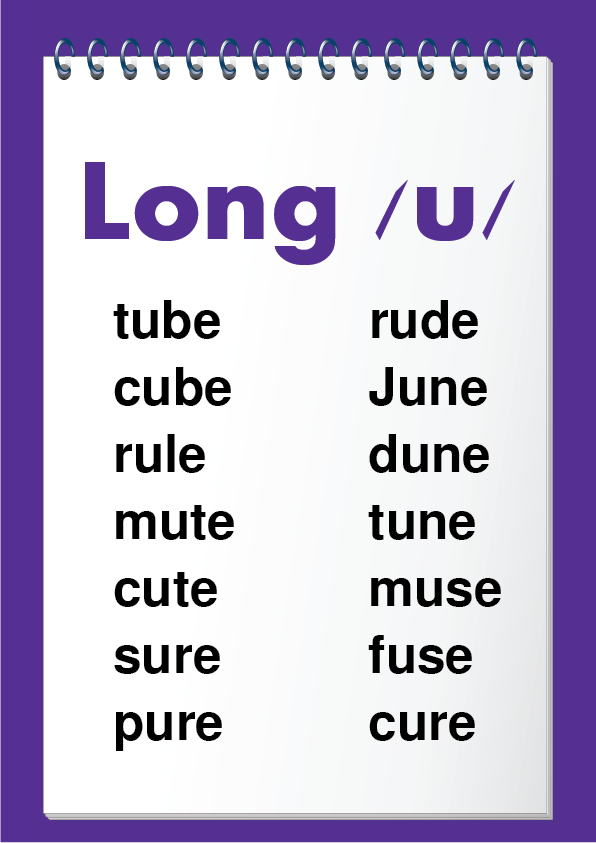 Long /u/
tube
cube
rule
mute
cute
sure
pure
rude
June
dune
tune
muse
fuse
cure